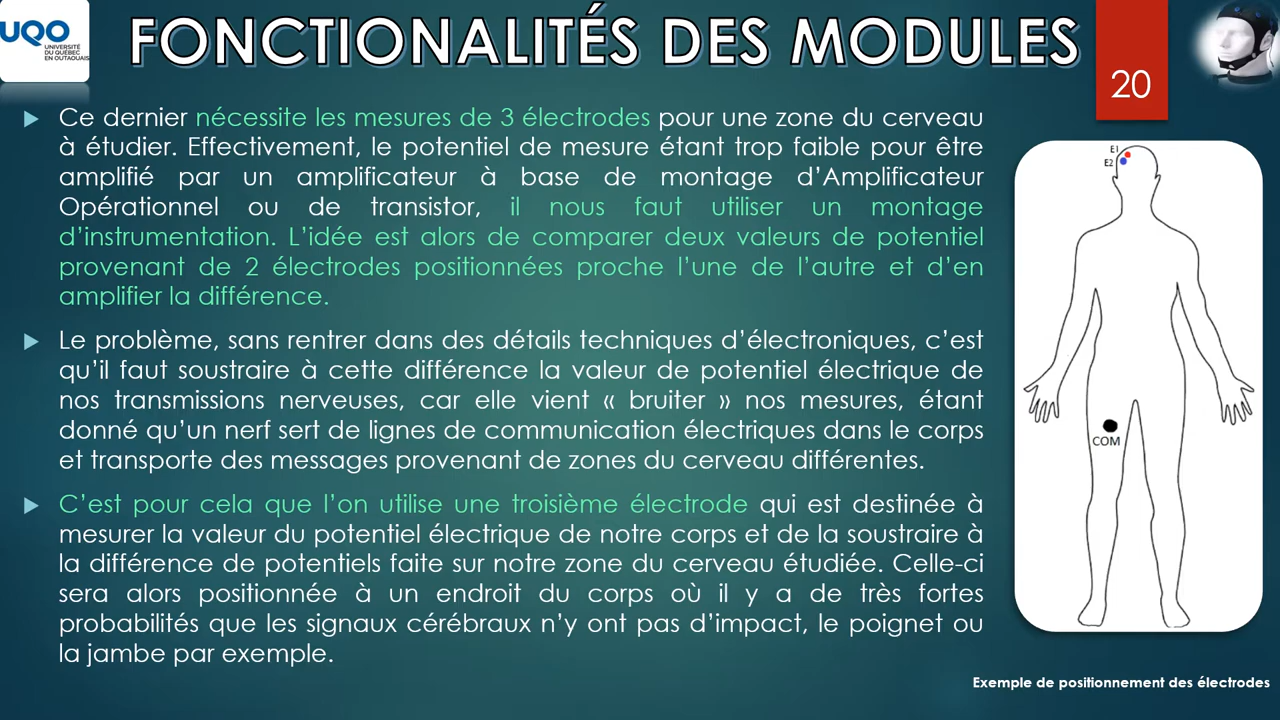 UQO
UNIVERSITÉ
DU QUÉBEC
EN OUTAOUAIS
FONCTIONALITÉS DES MODULES
20
Ce dernier nécessite les mesures de 3 électrodes pour une zone du cerveau
à étudier. Effectivement, le potentiel de mesure étant trop faible pour être
amplifié par un amplificateur à base de montage d’Amplificateur
Opérationnel ou de transistor, il nous faut utiliser un montage
d’instrumentation. L’idée est alors de comparer deux valeurs de potentiel
provenant de 2 électrodes positionnées proche l’une de l’autre et d’en
amplifier la différence.
Le problème, sans rentrer dans des détails techniques d’électroniques, c’est
qu’il faut soustraire à cette différence la valeur de potentiel électrique de
nos transmissions nerveuses, car elle vient « bruiter » nos mesures, étant
donné qu’un nerf sert de lignes de communication électriques dans le corps
et transporte des messages provenant de zones du cerveau différentes.
C’est pour cela que l’on utilise une troisième électrode qui est destinée à
mesurer la valeur du potentiel électrique de notre corps et de la soustraire à
la différence de potentiels faite sur notre zone du cerveau étudiée. Celle-ci
sera alors positionnée à un endroit du corps où il y a de très fortes
probabilités que les signaux cérébraux n’y ont pas d’impact, le poignet ou
la jambe par exemple.
E1
E2
COM
Exemple de positionnement des électrodes